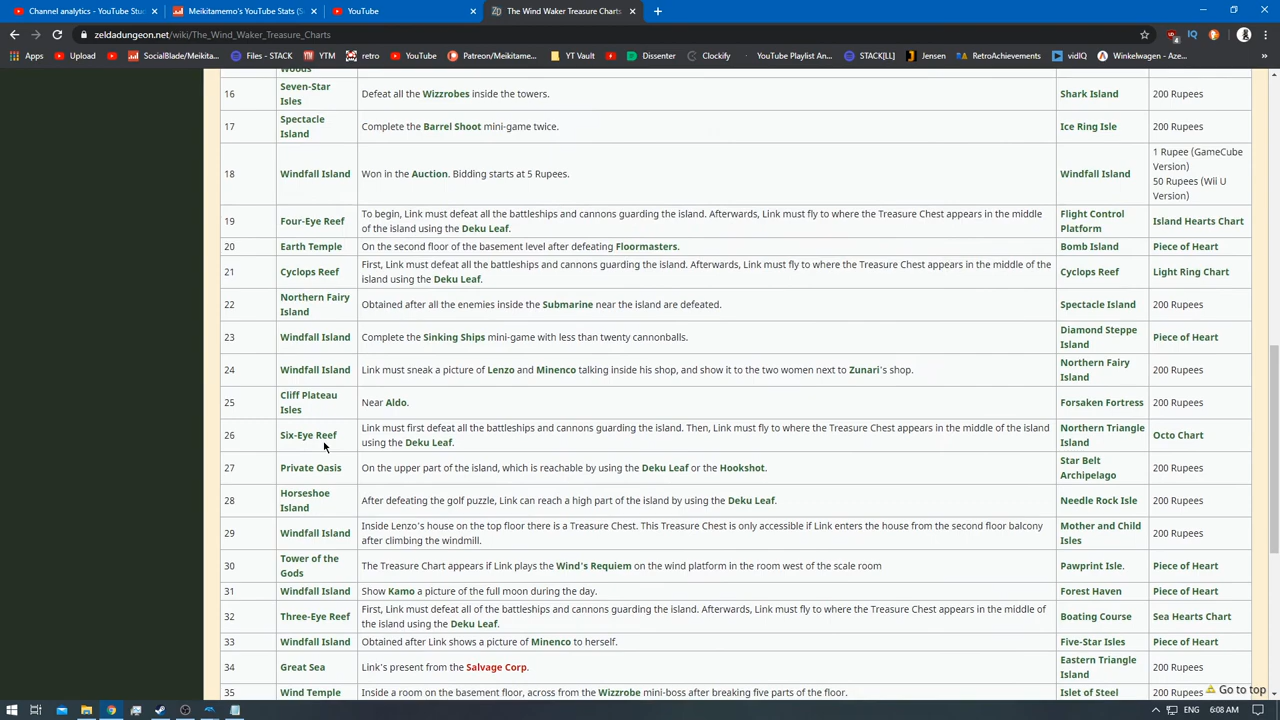 Channel analytics - YouTube Stu
Meikitamemo's YouTube Stats (S
YouTube
The Wind Waker Treasure Charts
zeldadungeon.net/wiki/The_Wind_Waker_Treasure_Charts
Apps
Upload
SocialBlade/Meikita...
Files - STACK
YTM
retro
YouTube
Patreon/Meikitame...
YT Vault
Dissenter
Clockify
YouTube Playlist An...
STACK[LL]
Jensen
RetroAchievements
vidIQ
Winkelwagen - Aze...
Woods
16
Seven-Star
Isles
Defeat all the Wizzrobes inside the towers.
Shark Island
200 Rupees
17
Spectacle
Island
Complete the Barrel Shoot mini-game twice.
Ice Ring Isle
200 Rupees
18
Windfall Island
Won in the Auction. Bidding starts at 5 Rupees.
Windfall Island
1 Rupee (GameCube
Version)
50 Rupees (Wii U
Version)
19
Four-Eye Reef
To begin, Link must defeat all the battleships and cannons guarding the island. Afterwards, Link must fly to where the Treasure Chest appears in the middle
of the island using the Deku Leaf.
Flight Control
Platform
Island Hearts Chart
20
Earth Temple
On the second floor of the basement level after defeating Floormasters.
Bomb Island
Piece of Heart
21
Cyclops Reef
First, Link must defeat all the battleships and cannons guarding the island. Afterwards, Link must fly to where the Treasure Chest appears in the middle of the
island using the Deku Leaf.
Cyclops Reef
Light Ring Chart
22
Northern Fairy
Island
Obtained after all the enemies inside the Submarine near the island are defeated.
Spectacle Island
200 Rupees
23
Windfall Island
Complete the Sinking Ships mini-game with less than twenty cannonballs.
Diamond Steppe
Island
Piece of Heart
24
Windfall Island
Link must sneak a picture of Lenzo and Minenco talking inside his shop, and show it to the two women next to Zunari's shop.
Northern Fairy
Island
200 Rupees
25
Cliff Plateau
Isles
Near Aldo.
Forsaken Fortress
200 Rupees
26
Six-Eye Reef
Link must first defeat all the battleships and cannons guarding the island. Then, Link must fly to where the Treasure Chest appears in the middle of the island
using the Deku Leaf.
Northern Triangle
Island
Octo Chart
27
Private Oasis
On the upper part of the island, which is reachable by using the Deku Leaf or the Hookshot.
Star Belt
Archipelago
200 Rupees
28
Horseshoe
Island
After defeating the golf puzzle, Link can reach a high part of the island by using the Deku Leaf.
Needle Rock Isle
200 Rupees
29
Windfall Island
Inside Lenzo's house on the top floor there is a Treasure Chest. This Treasure Chest is only accessible if Link enters the house from the second floor balcony
after climbing the windmill.
Mother and Child
Isles
200 Rupees
30
Tower of the
Gods
The Treasure Chart appears if Link plays the Wind's Requiem on the wind platform in the room west of the scale room
Pawprint Isle.
Piece of Heart
31
Windfall Island
Show Kamo a picture of the full moon during the day.
Forest Haven
Piece of Heart
32
Three-Eye Reef
First, Link must defeat all of the battleships and cannons guarding the island. Afterwards, Link must fly to where the Treasure Chest appears in the middle of
the island using the Deku Leaf.
Boating Course
Sea Hearts Chart
33
Windfall Island
Obtained after Link shows a picture of Minenco to herself.
Five-Star Isles
Piece of Heart
34
Great Sea
Link's present from the Salvage Corp.
Eastern Triangle
Island
200 Rupees
35
Wind Temple
Inside a room on the basement floor, across from the Wizzrobe mini-boss after breaking five parts of the floor.
Islet of Steel
200 Rupees
Go to top
ENG
6:08 AM